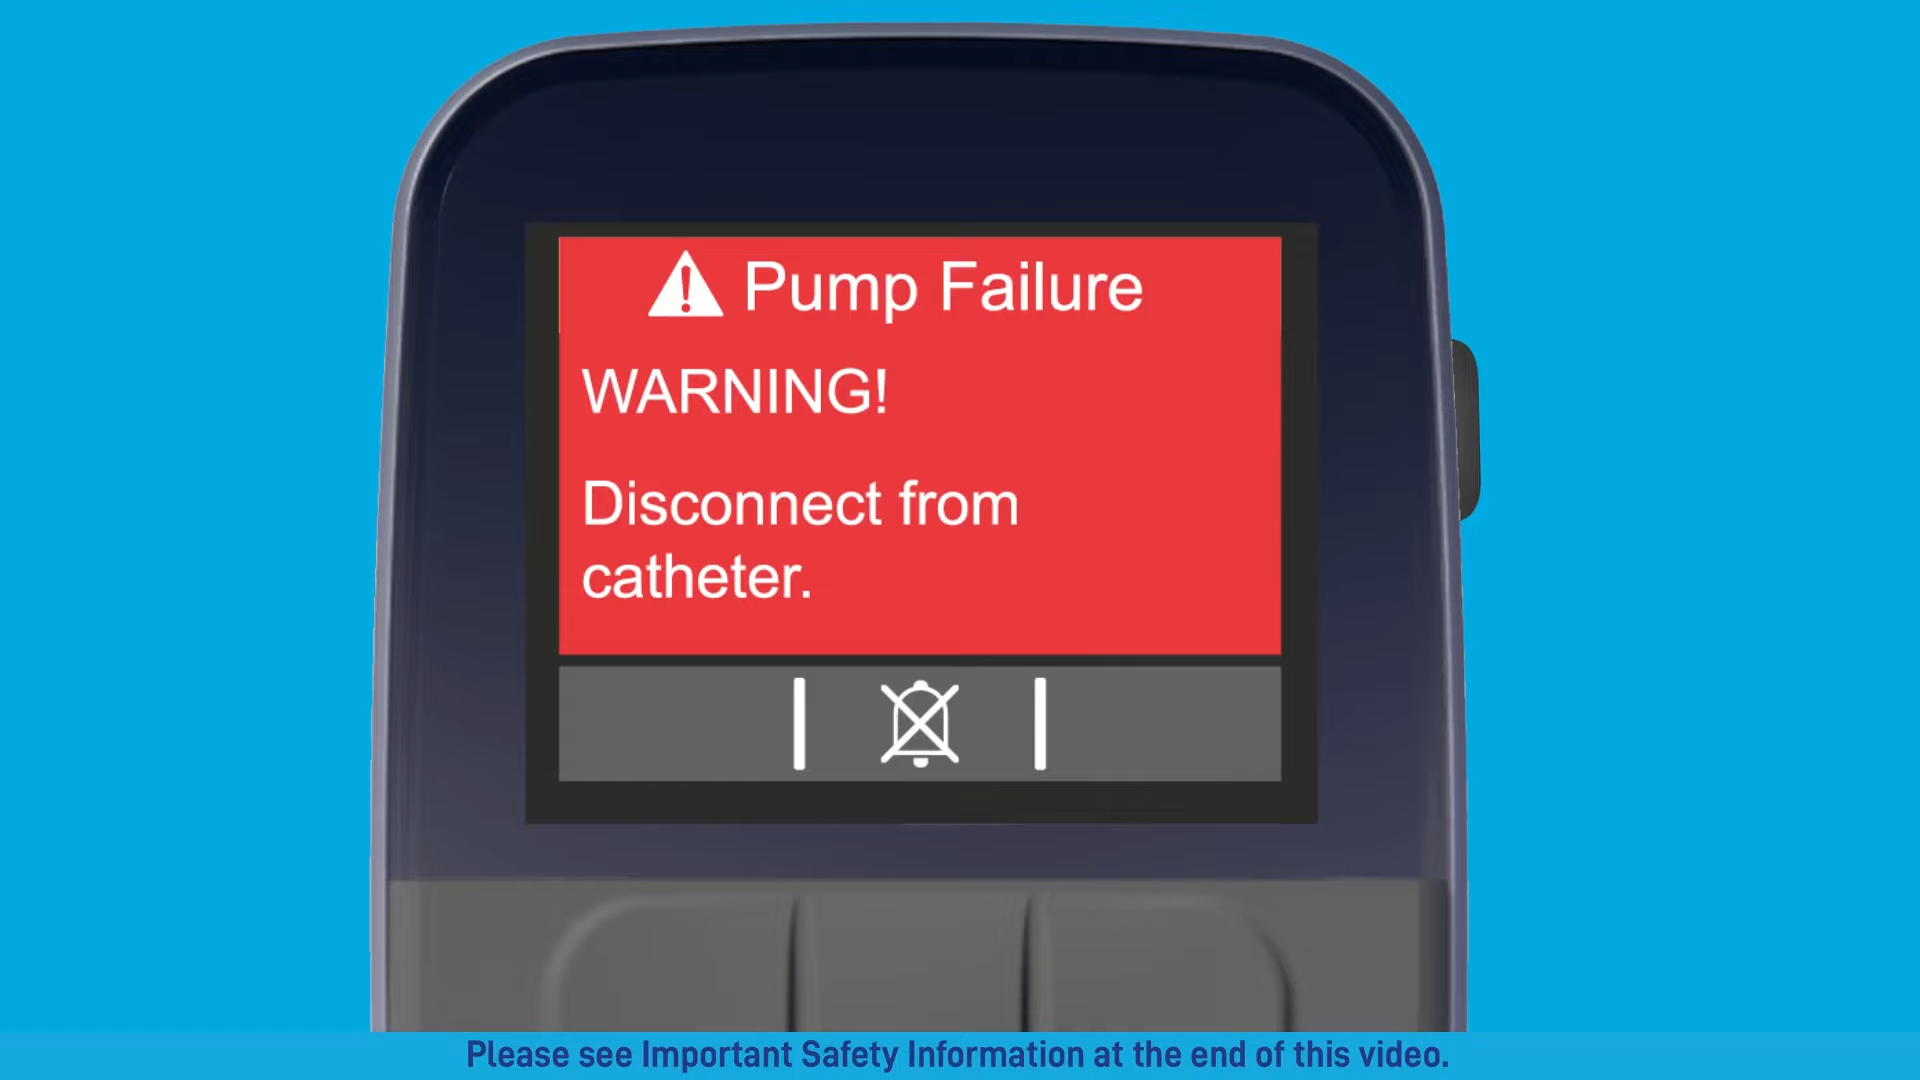 Pump Failure
WARNING!
Disconnect from
catheter.
Please see Important Safety Information at the end of this video.